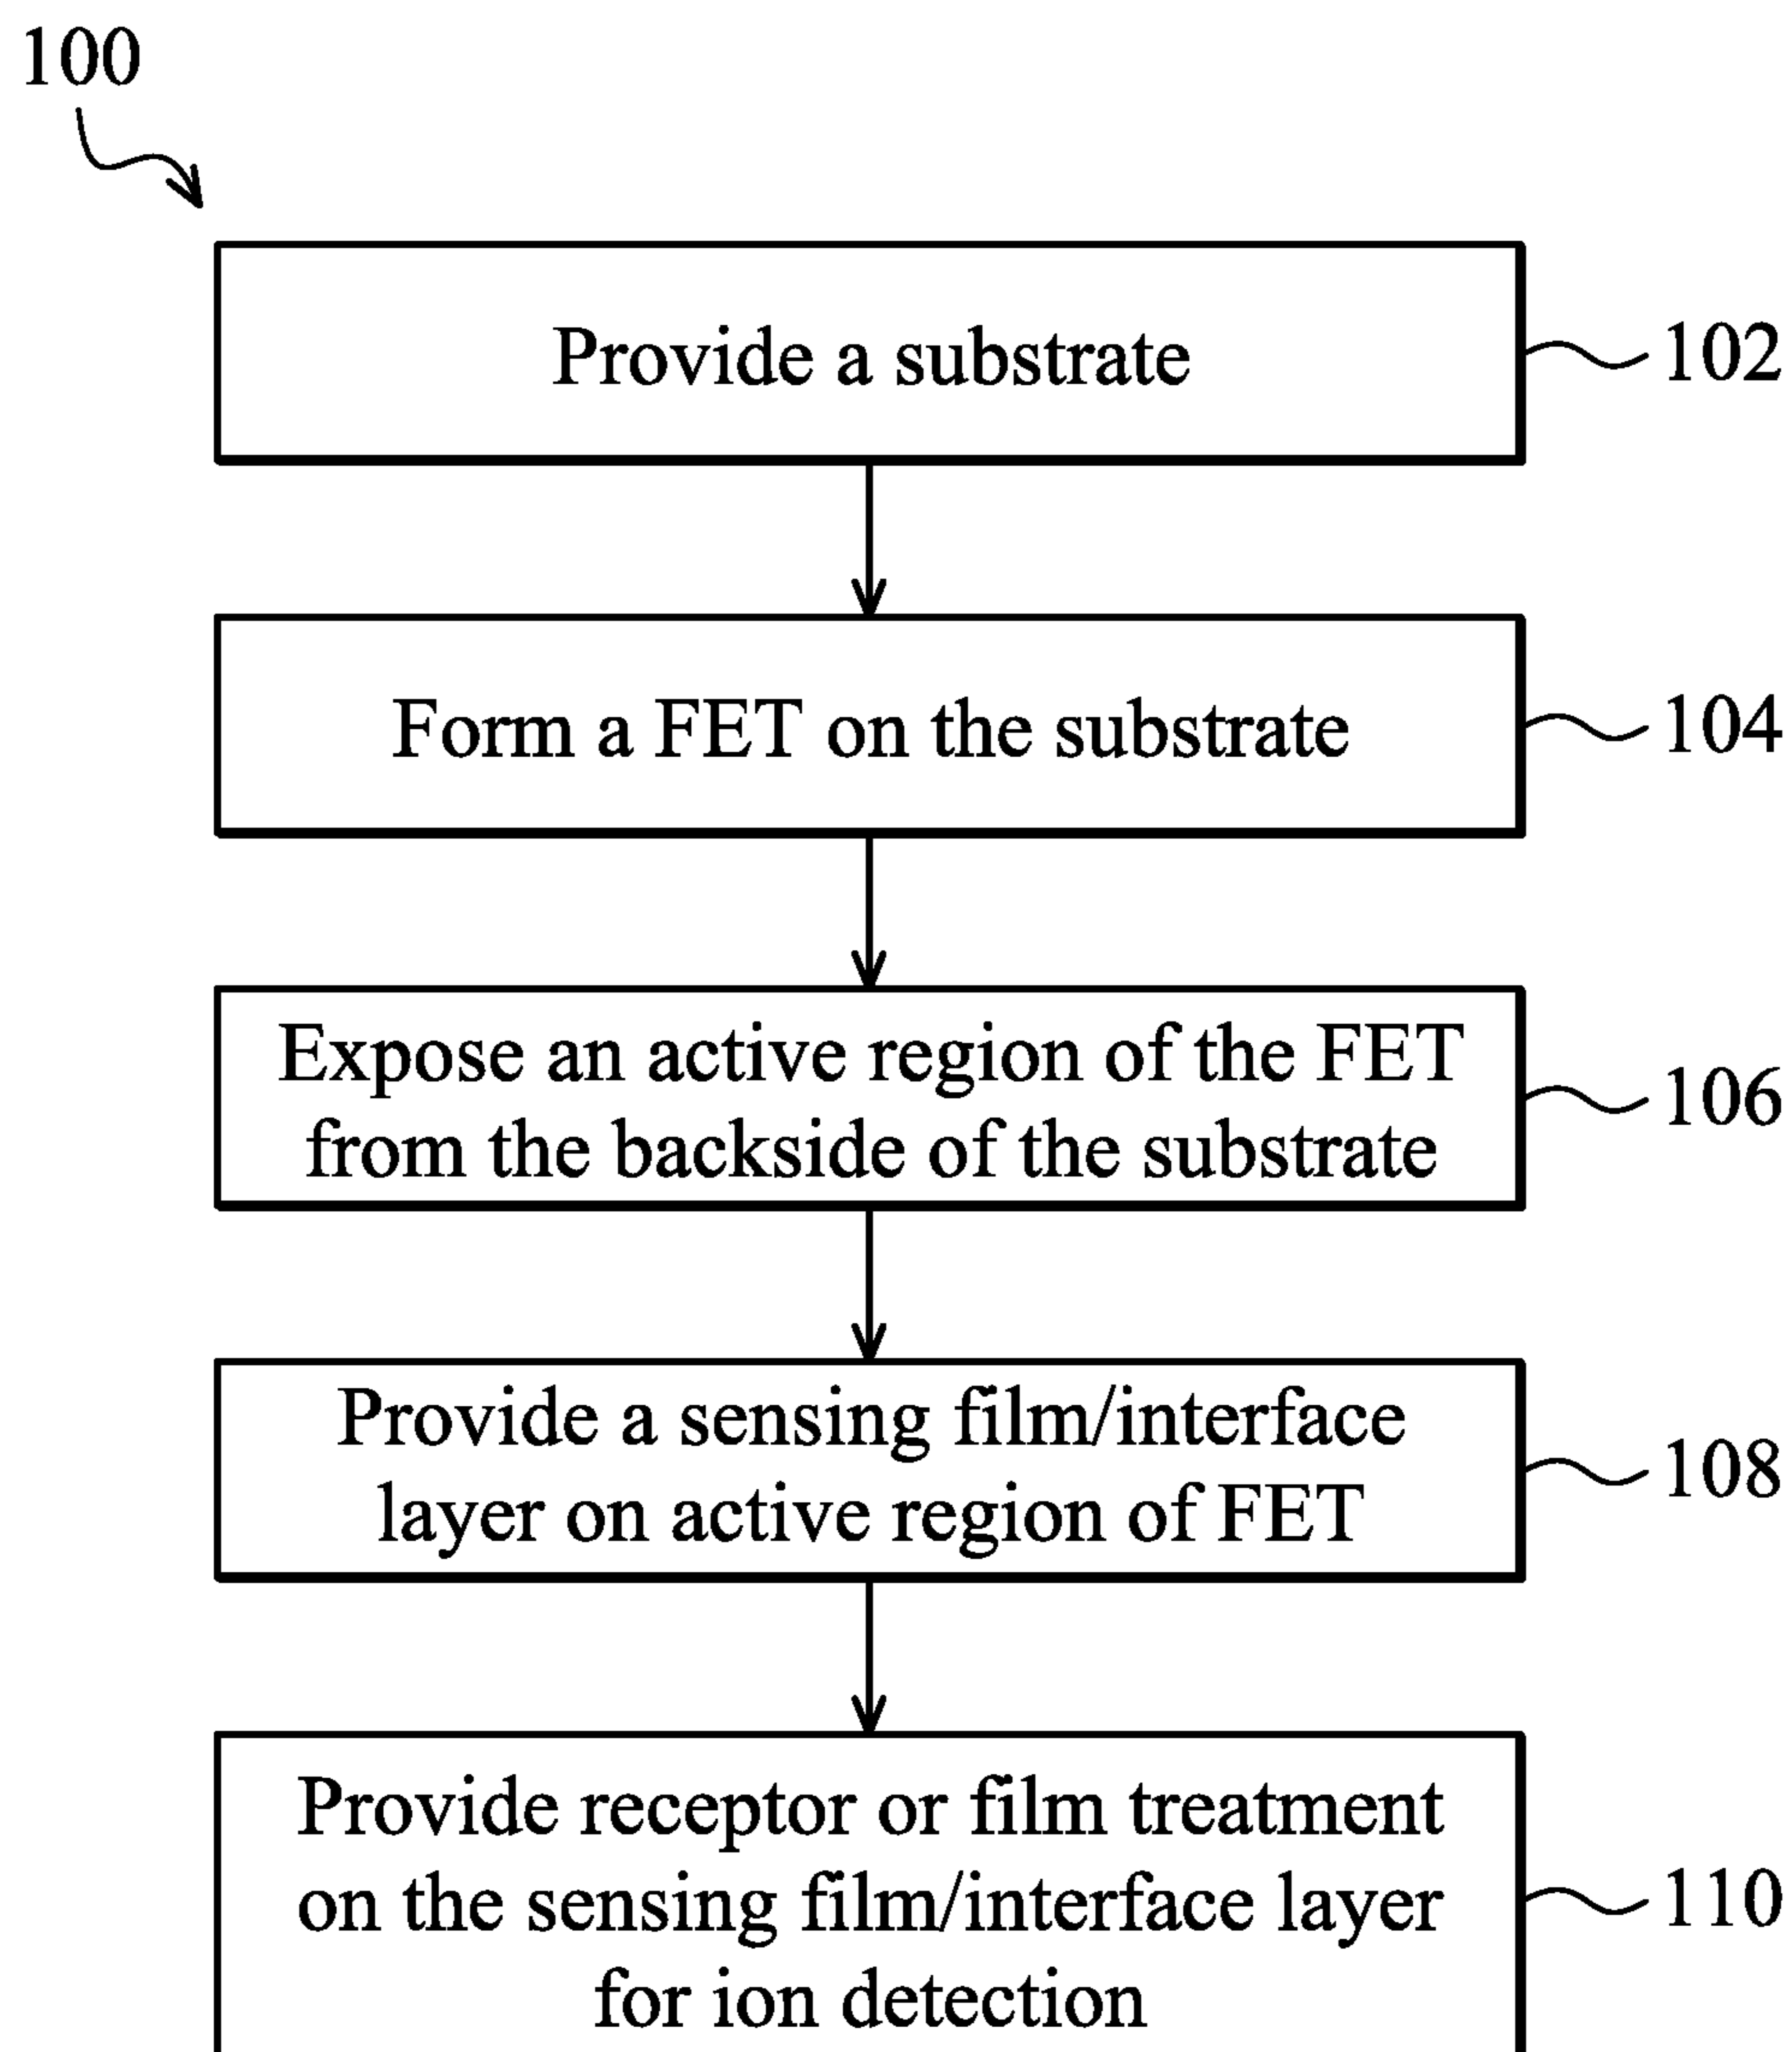 100
Provide a substrate
102
Form a FET on the substrate
104
Expose an active region of the FET
from the backside of the substrate
106
Provide a sensing film/interface
layer on active region of FET
108
Provide receptor or film treatment
on the sensing film/interface layer
for ion detection
110